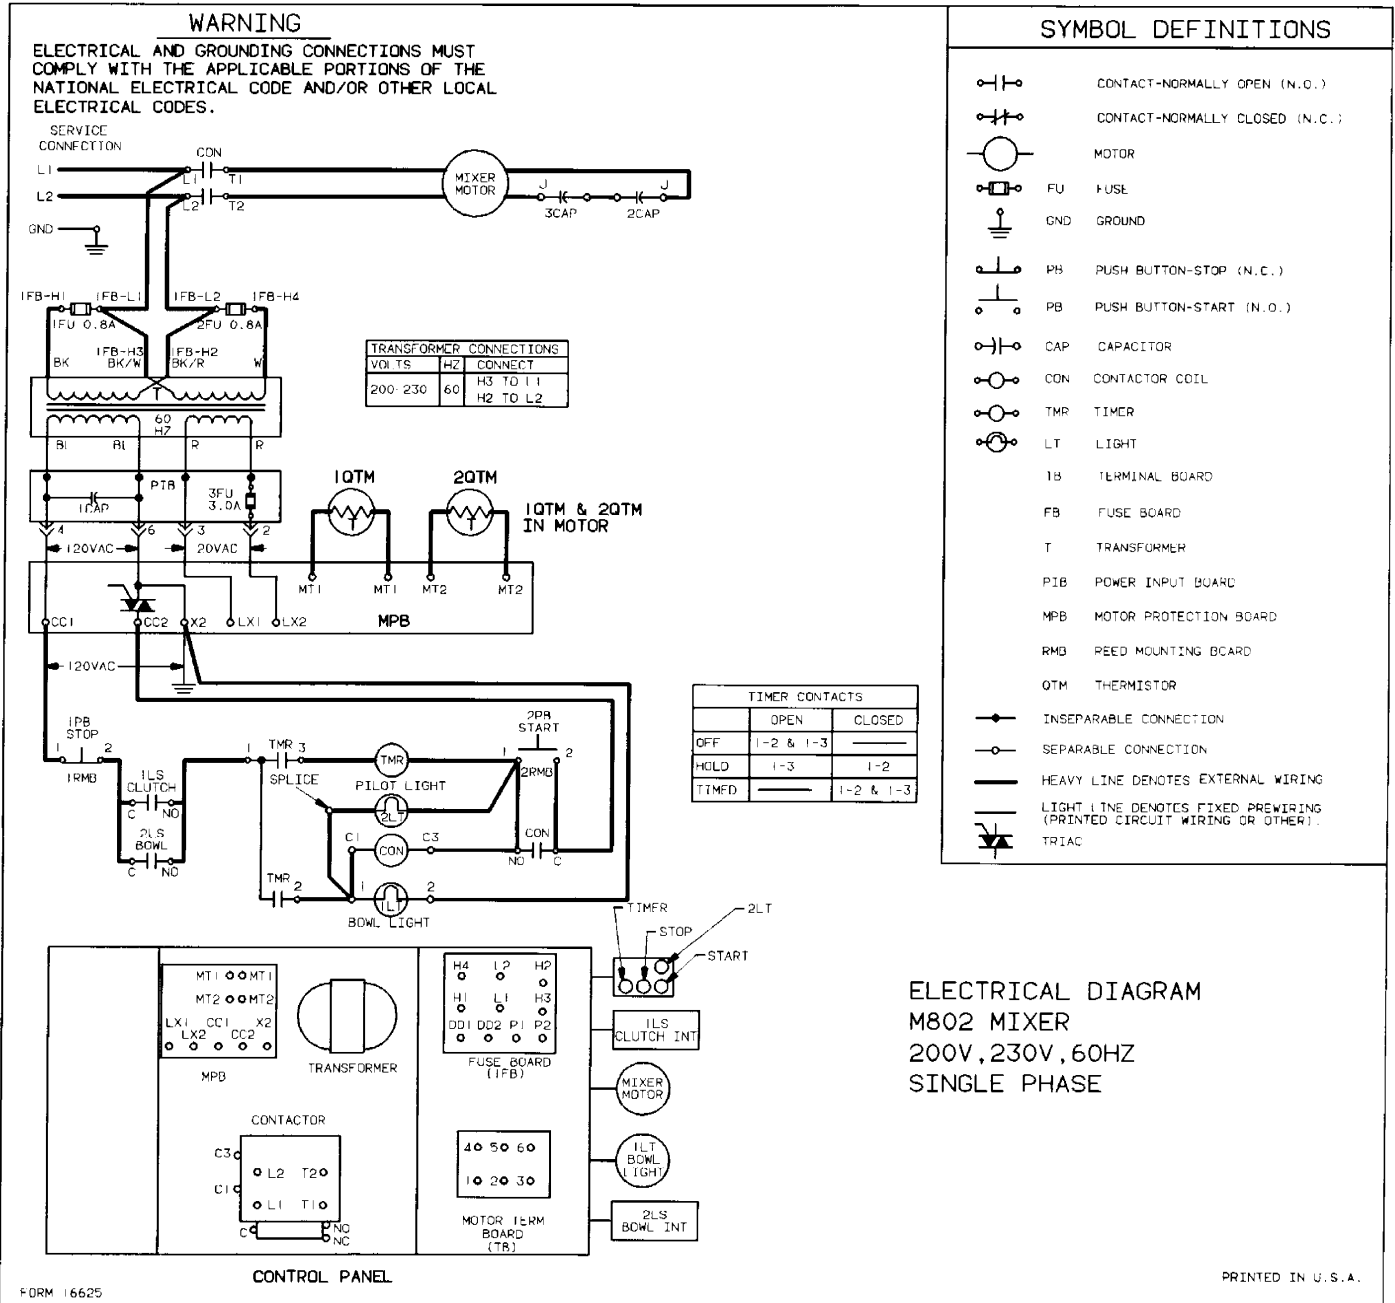 WARNING
ELECTRICAL AND GROUNDING CONNECTIONS MUST
COMPLY WITH THE APPLICABLE PORTIONS OF THE
NATIONAL ELECTRICAL CODE AND/OR OTHER LOCAL
ELECTRICAL CODES.
SERVICE
CONNECTION
L1
L2
GND
CON
L1 T1
L2 T2
MIXER
MOTOR
J J
3CAP 2CAP
1FB-H1 1FB-L1 1FB-L2 1FB-H4
1FU 0.8A 2FU 0.8A
1FB-H3 1FB-H2
BK BK/W BK/R W
T
60
HZ
BL BL R R
TRANSFORMER CONNECTIONS
VOLTS HZ CONNECT
200-230 60 H3 TO L1
H2 TO L2
PIB
1CAP
3FU
3.0A
4 6 3 2
120VAC 20VAC
1QTM 2QTM
1QTM & 2QTM
IN MOTOR
MT1 MT1 MT2 MT2
CC1 CC2 X2 LX1 LX2 MPB
120VAC
1PB
STOP
1 2
1RMB
1LS
CLUTCH
C NO
2LS
BOWL
C NO
1 TMR 3
SPLICE
TMR
PILOT LIGHT
2LT
C1 CON C3
TMR 2
1 1LT 2
BOWL LIGHT
2PB
START
1 2
2RMB
CON
NO C
TIMER CONTACTS
OPEN CLOSED
OFF 1-2 & 1-3
HOLD 1-3 1-2
TIMED 1-2 & 1-3
SYMBOL DEFINITIONS
CONTACT-NORMALLY OPEN (N.O.)
CONTACT-NORMALLY CLOSED (N.C.)
MOTOR
FU FUSE
GND GROUND
PB PUSH BUTTON-STOP (N.C.)
PB PUSH BUTTON-START (N.O.)
CAP CAPACITOR
CON CONTACTOR COIL
TMR TIMER
LT LIGHT
TB TERMINAL BOARD
FB FUSE BOARD
T TRANSFORMER
PIB POWER INPUT BOARD
MPB MOTOR PROTECTION BOARD
RMB REED MOUNTING BOARD
QTM THERMISTOR
INSEPARABLE CONNECTION
SEPARABLE CONNECTION
HEAVY LINE DENOTES EXTERNAL WIRING
LIGHT LINE DENOTES FIXED PREWIRING
(PRINTED CIRCUIT WIRING OR OTHER).
TRIAC
MT1 MT1
MT2 MT2
LX1 CC1 X2
LX2 CC2
MPB
TRANSFORMER
H4 L2 H2
H1 L1 H3
DD1 DD2 P1 P2
FUSE BOARD
(1FB)
TIMER
STOP
2LT
START
1LS
CLUTCH INT
MIXER
MOTOR
1LT
BOWL
LIGHT
2LS
BOWL INT
CONTACTOR
C3
L2 T2
C1
L1 T1
C NO
NC
4 5 6
1 2 3
MOTOR TERM
BOARD
(TB)
CONTROL PANEL
ELECTRICAL DIAGRAM
M802 MIXER
200V,230V,60HZ
SINGLE PHASE
FORM 16625
PRINTED IN U.S.A.